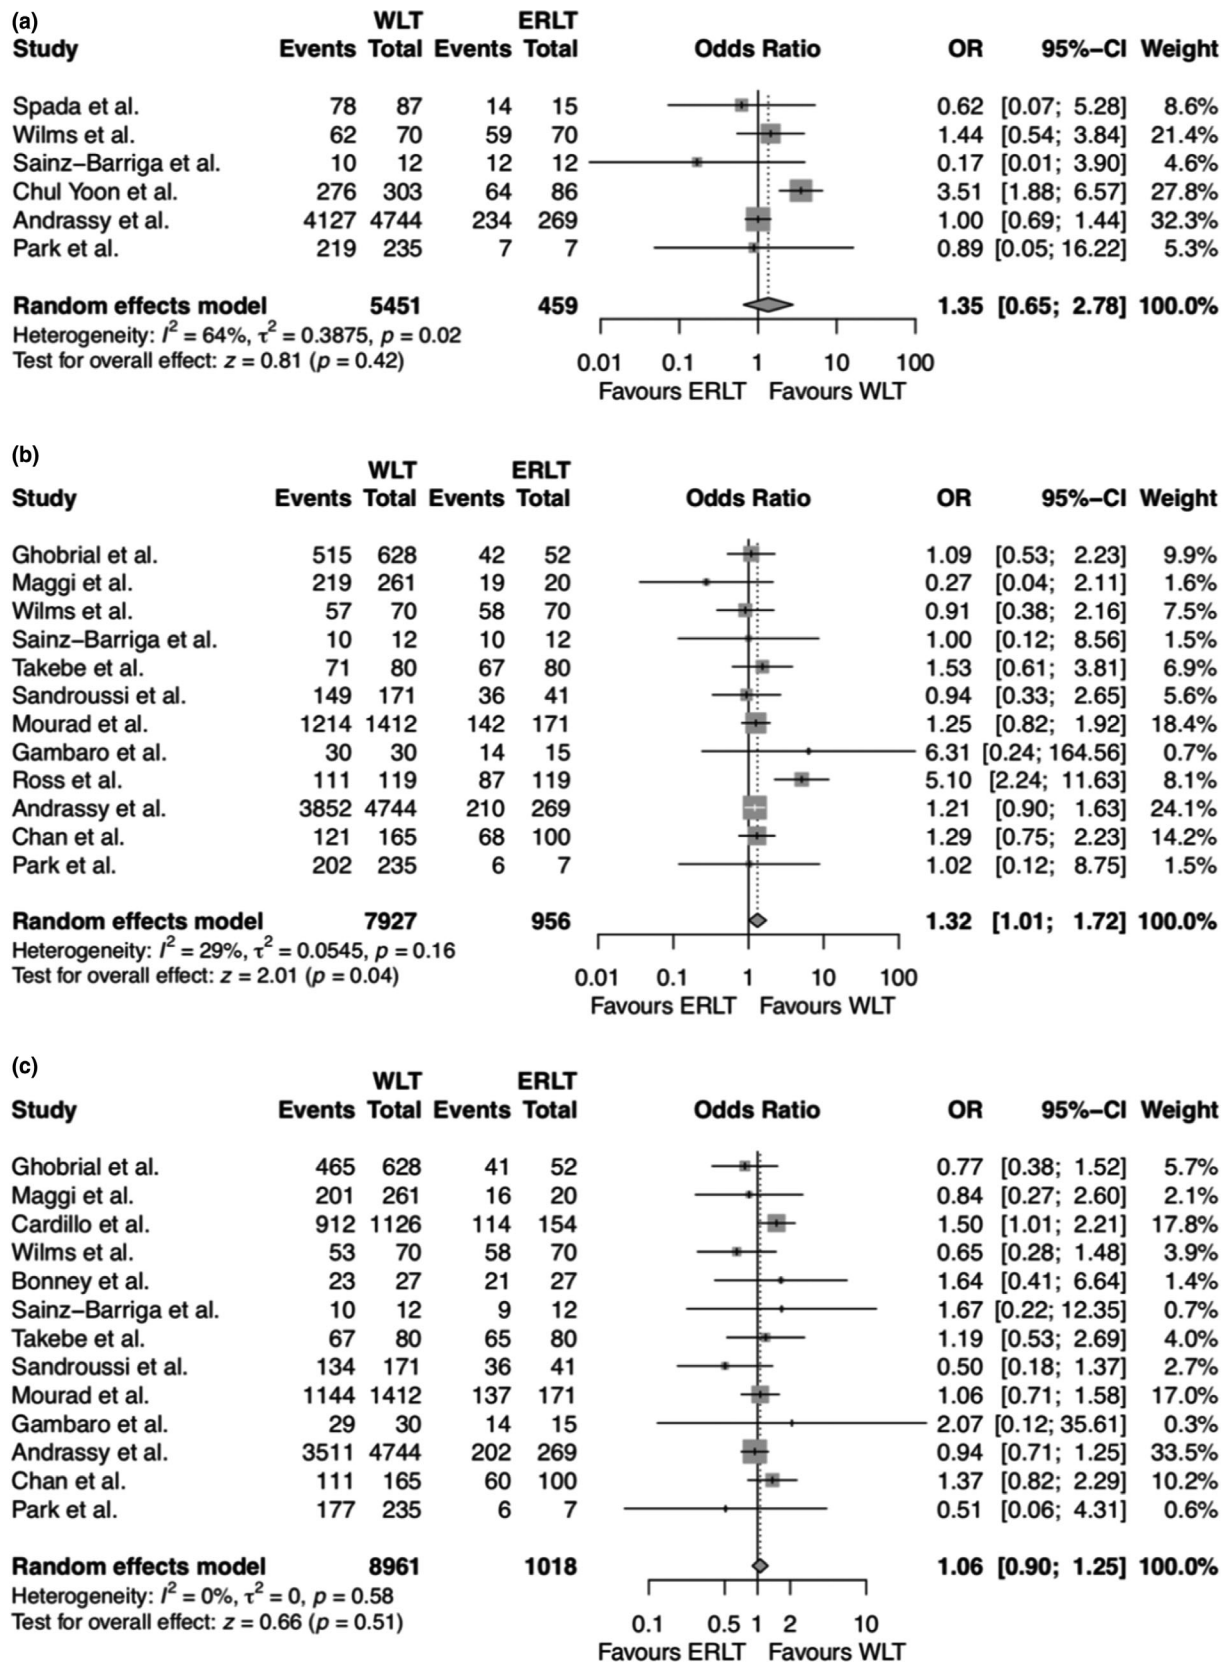 (a)
WLT ERLT
Study Events Total Events Total Odds Ratio OR 95%−CI Weight
Spada et al. 78 87 14 15 0.62 [0.07; 5.28] 8.6%
Wilms et al. 62 70 59 70 1.44 [0.54; 3.84] 21.4%
Sainz−Barriga et al. 10 12 12 12 0.17 [0.01; 3.90] 4.6%
Chul Yoon et al. 276 303 64 86 3.51 [1.88; 6.57] 27.8%
Andrassy et al. 4127 4744 234 269 1.00 [0.69; 1.44] 32.3%
Park et al. 219 235 7 7 0.89 [0.05; 16.22] 5.3%
Random effects model 5451 459 1.35 [0.65; 2.78] 100.0%
Heterogeneity: I² = 64%, τ² = 0.3875, p = 0.02
Test for overall effect: z = 0.81 (p = 0.42)
0.01 0.1 1 10 100
Favours ERLT Favours WLT
(b)
WLT ERLT
Study Events Total Events Total Odds Ratio OR 95%−CI Weight
Ghobrial et al. 515 628 42 52 1.09 [0.53; 2.23] 9.9%
Maggi et al. 219 261 19 20 0.27 [0.04; 2.11] 1.6%
Wilms et al. 57 70 58 70 0.91 [0.38; 2.16] 7.5%
Sainz−Barriga et al. 10 12 10 12 1.00 [0.12; 8.56] 1.5%
Takebe et al. 71 80 67 80 1.53 [0.61; 3.81] 6.9%
Sandroussi et al. 149 171 36 41 0.94 [0.33; 2.65] 5.6%
Mourad et al. 1214 1412 142 171 1.25 [0.82; 1.92] 18.4%
Gambaro et al. 30 30 14 15 6.31 [0.24; 164.56] 0.7%
Ross et al. 111 119 87 119 5.10 [2.24; 11.63] 8.1%
Andrassy et al. 3852 4744 210 269 1.21 [0.90; 1.63] 24.1%
Chan et al. 121 165 68 100 1.29 [0.75; 2.23] 14.2%
Park et al. 202 235 6 7 1.02 [0.12; 8.75] 1.5%
Random effects model 7927 956 1.32 [1.01; 1.72] 100.0%
Heterogeneity: I² = 29%, τ² = 0.0545, p = 0.16
Test for overall effect: z = 2.01 (p = 0.04)
0.01 0.1 1 10 100
Favours ERLT Favours WLT
(c)
WLT ERLT
Study Events Total Events Total Odds Ratio OR 95%−CI Weight
Ghobrial et al. 465 628 41 52 0.77 [0.38; 1.52] 5.7%
Maggi et al. 201 261 16 20 0.84 [0.27; 2.60] 2.1%
Cardillo et al. 912 1126 114 154 1.50 [1.01; 2.21] 17.8%
Wilms et al. 53 70 58 70 0.65 [0.28; 1.48] 3.9%
Bonney et al. 23 27 21 27 1.64 [0.41; 6.64] 1.4%
Sainz−Barriga et al. 10 12 9 12 1.67 [0.22; 12.35] 0.7%
Takebe et al. 67 80 65 80 1.19 [0.53; 2.69] 4.0%
Sandroussi et al. 134 171 36 41 0.50 [0.18; 1.37] 2.7%
Mourad et al. 1144 1412 137 171 1.06 [0.71; 1.58] 17.0%
Gambaro et al. 29 30 14 15 2.07 [0.12; 35.61] 0.3%
Andrassy et al. 3511 4744 202 269 0.94 [0.71; 1.25] 33.5%
Chan et al. 111 165 60 100 1.37 [0.82; 2.29] 10.2%
Park et al. 177 235 6 7 0.51 [0.06; 4.31] 0.6%
Random effects model 8961 1018 1.06 [0.90; 1.25] 100.0%
Heterogeneity: I² = 0%, τ² = 0, p = 0.58
Test for overall effect: z = 0.66 (p = 0.51)
0.1 0.5 1 2 10
Favours ERLT Favours WLT